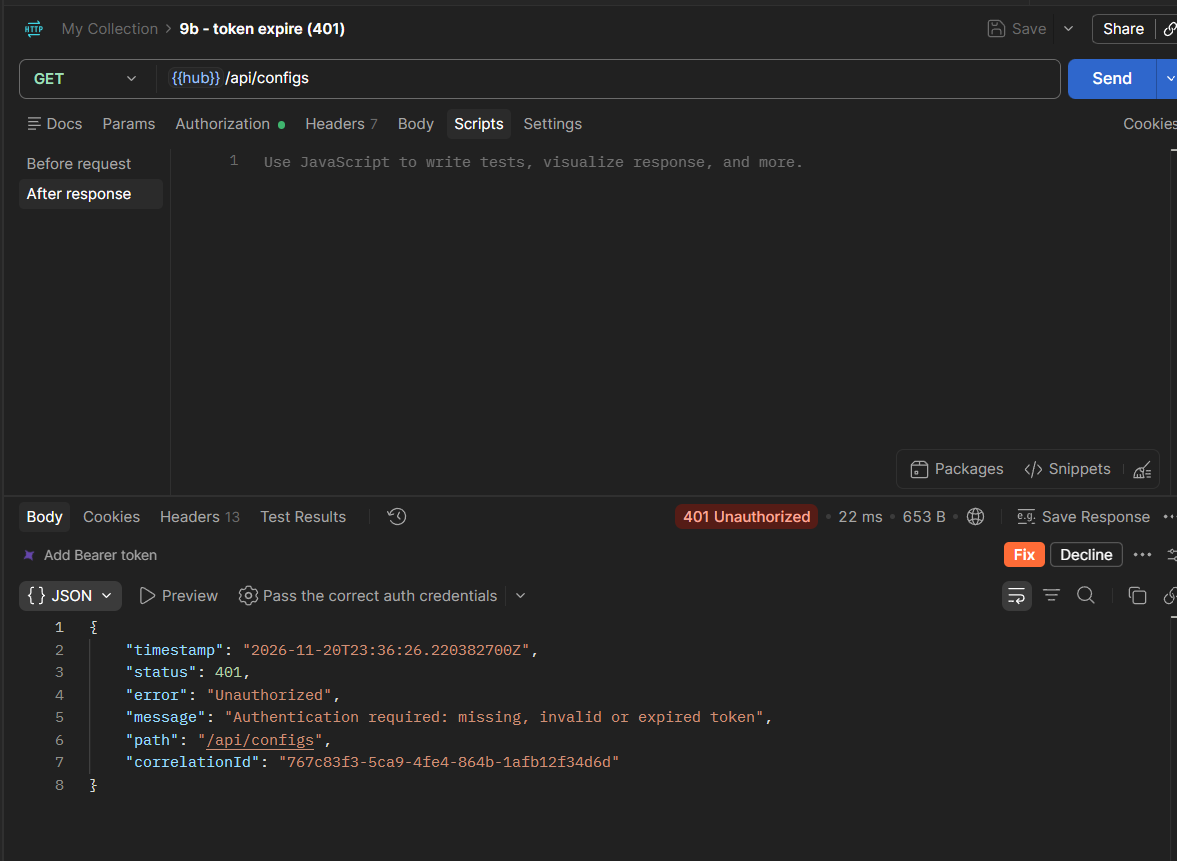 HTTP My Collection > 9b - token expire (401) Save Share
GET {{hub}} /api/configs Send
Docs Params Authorization Headers 7 Body Scripts Settings Cookies
Before request
After response
1 Use JavaScript to write tests, visualize response, and more.
Packages </> Snippets
Body Cookies Headers 13 Test Results 401 Unauthorized • 22 ms • 653 B • e.g. Save Response
Add Bearer token Fix Decline
{ } JSON Preview Pass the correct auth credentials
1 {
2 "timestamp": "2026-11-20T23:36:26.220382700Z",
3 "status": 401,
4 "error": "Unauthorized",
5 "message": "Authentication required: missing, invalid or expired token",
6 "path": "/api/configs",
7 "correlationId": "767c83f3-5ca9-4fe4-864b-1afb12f34d6d"
8 }